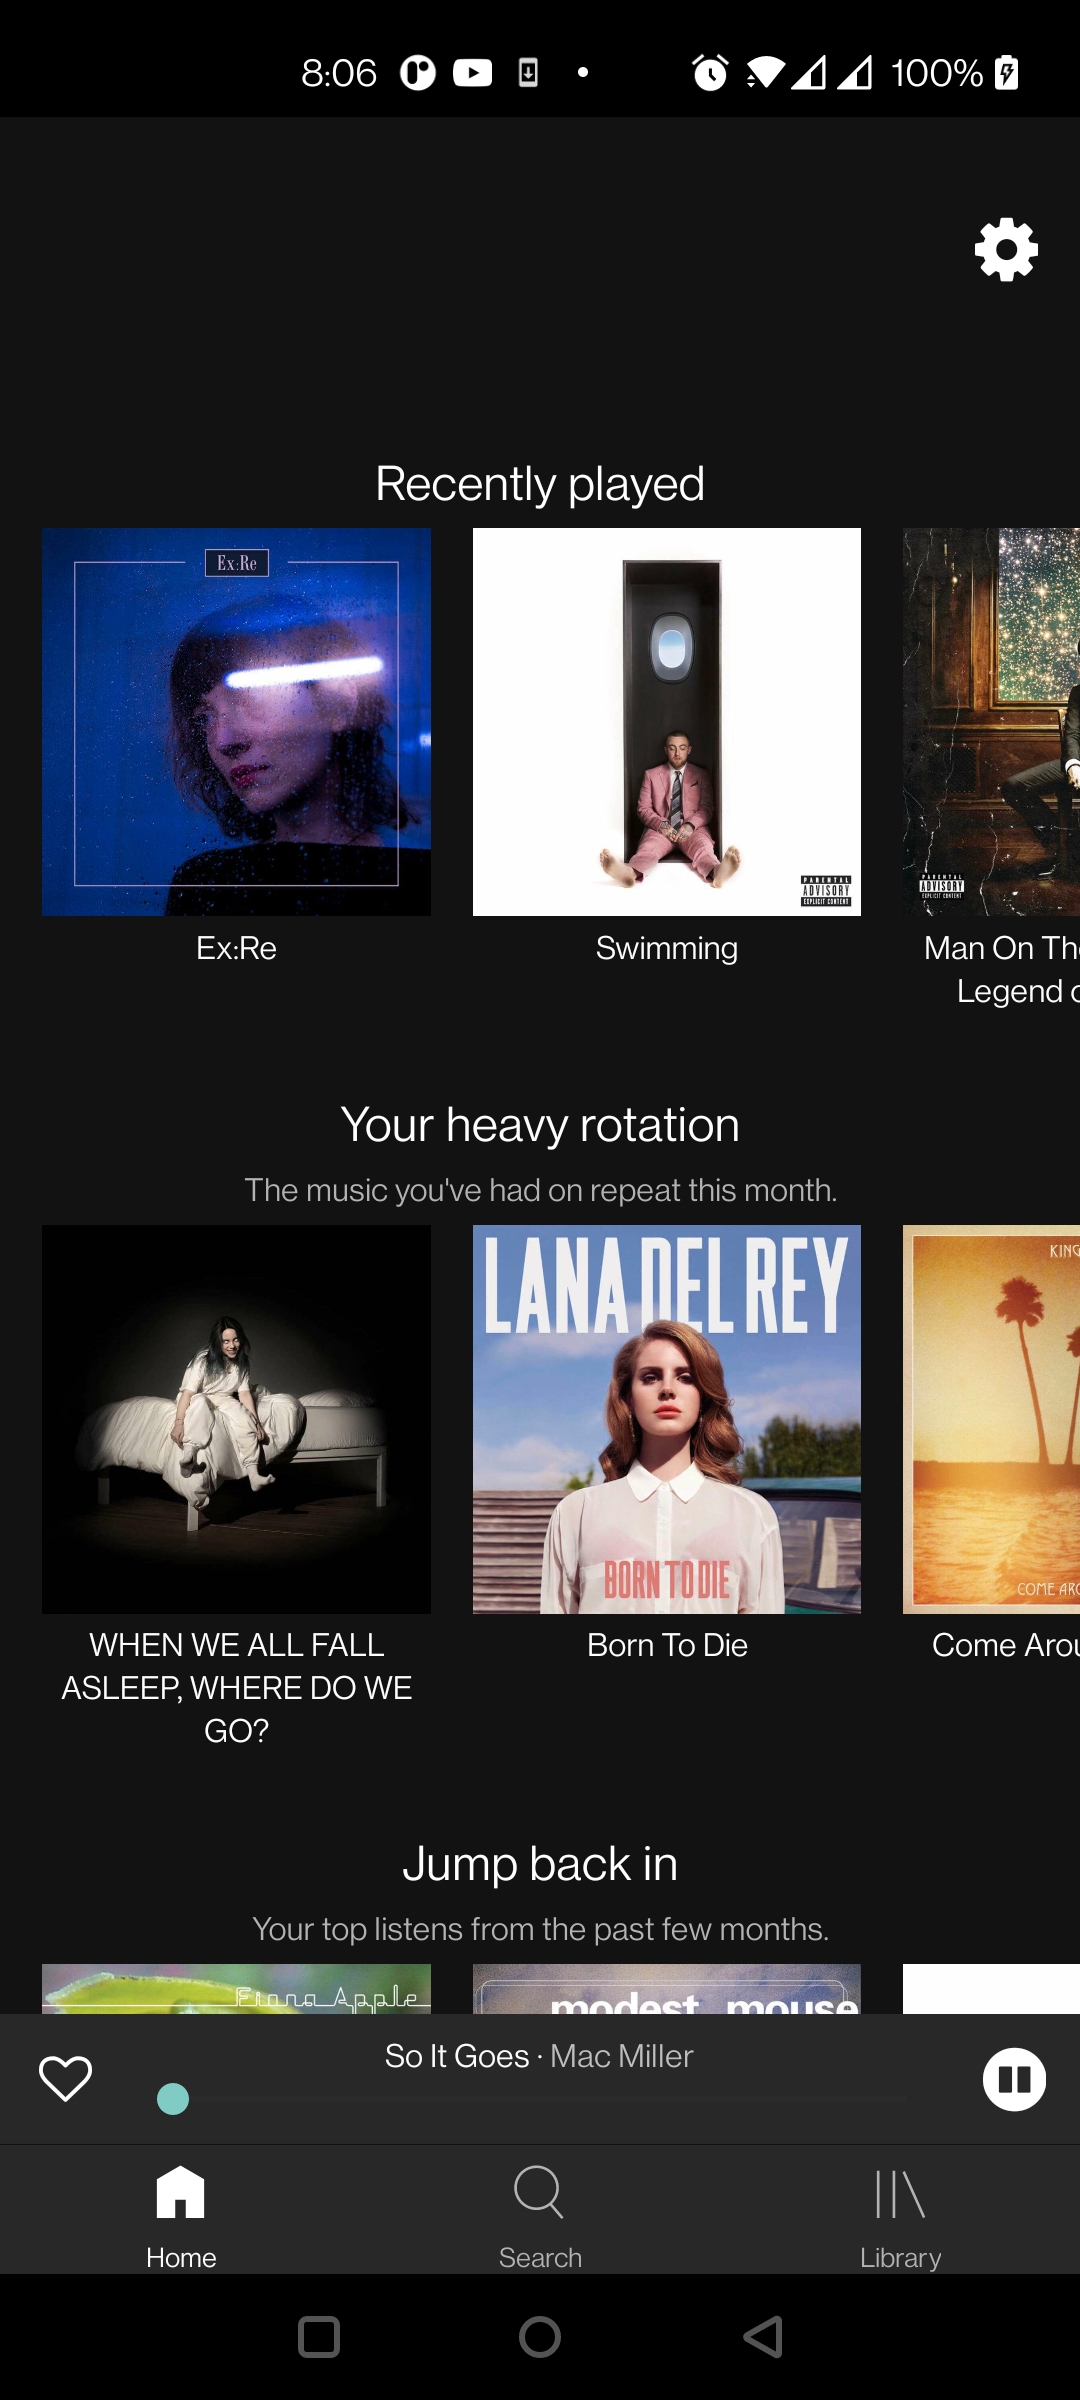 8:06
100%
Recently played
Ex:Re
PARENTAL
ADVISORY
EXPLICIT CONTENT
PARENTAL
ADVISORY
EXPLICIT CONTENT
Ex:Re
Swimming
Man On Th
Legend
Your heavy rotation
The music you've had on repeat this month.
LANA DEL REY
KING
BORN TO DIE
COME ARO
WHEN WE ALL FALL
ASLEEP, WHERE DO WE
GO?
Born To Die
Come Arou
Jump back in
Your top listens from the past few months.
Fiona Apple
modest mouse
So It Goes · Mac Miller
Home
Search
Library